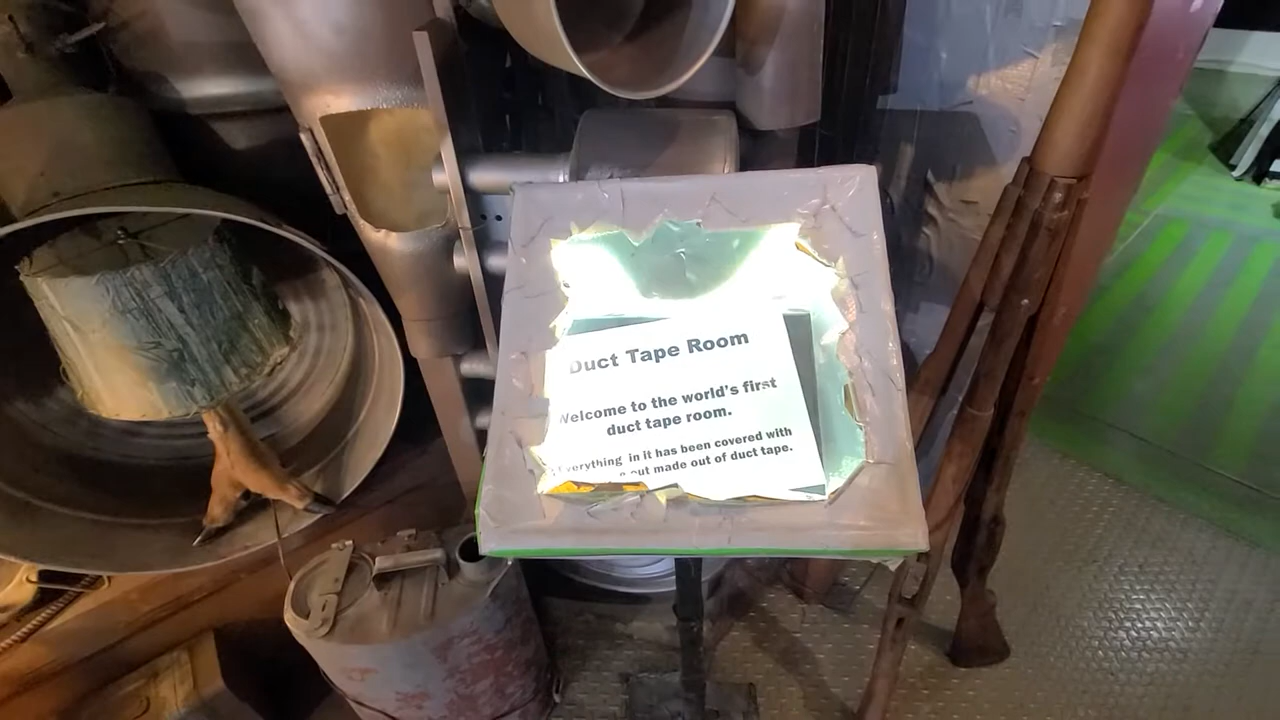 Duct Tape Room
Welcome to the world's first
duct tape room.
Everything in it has been covered with
out made out of duct tape.